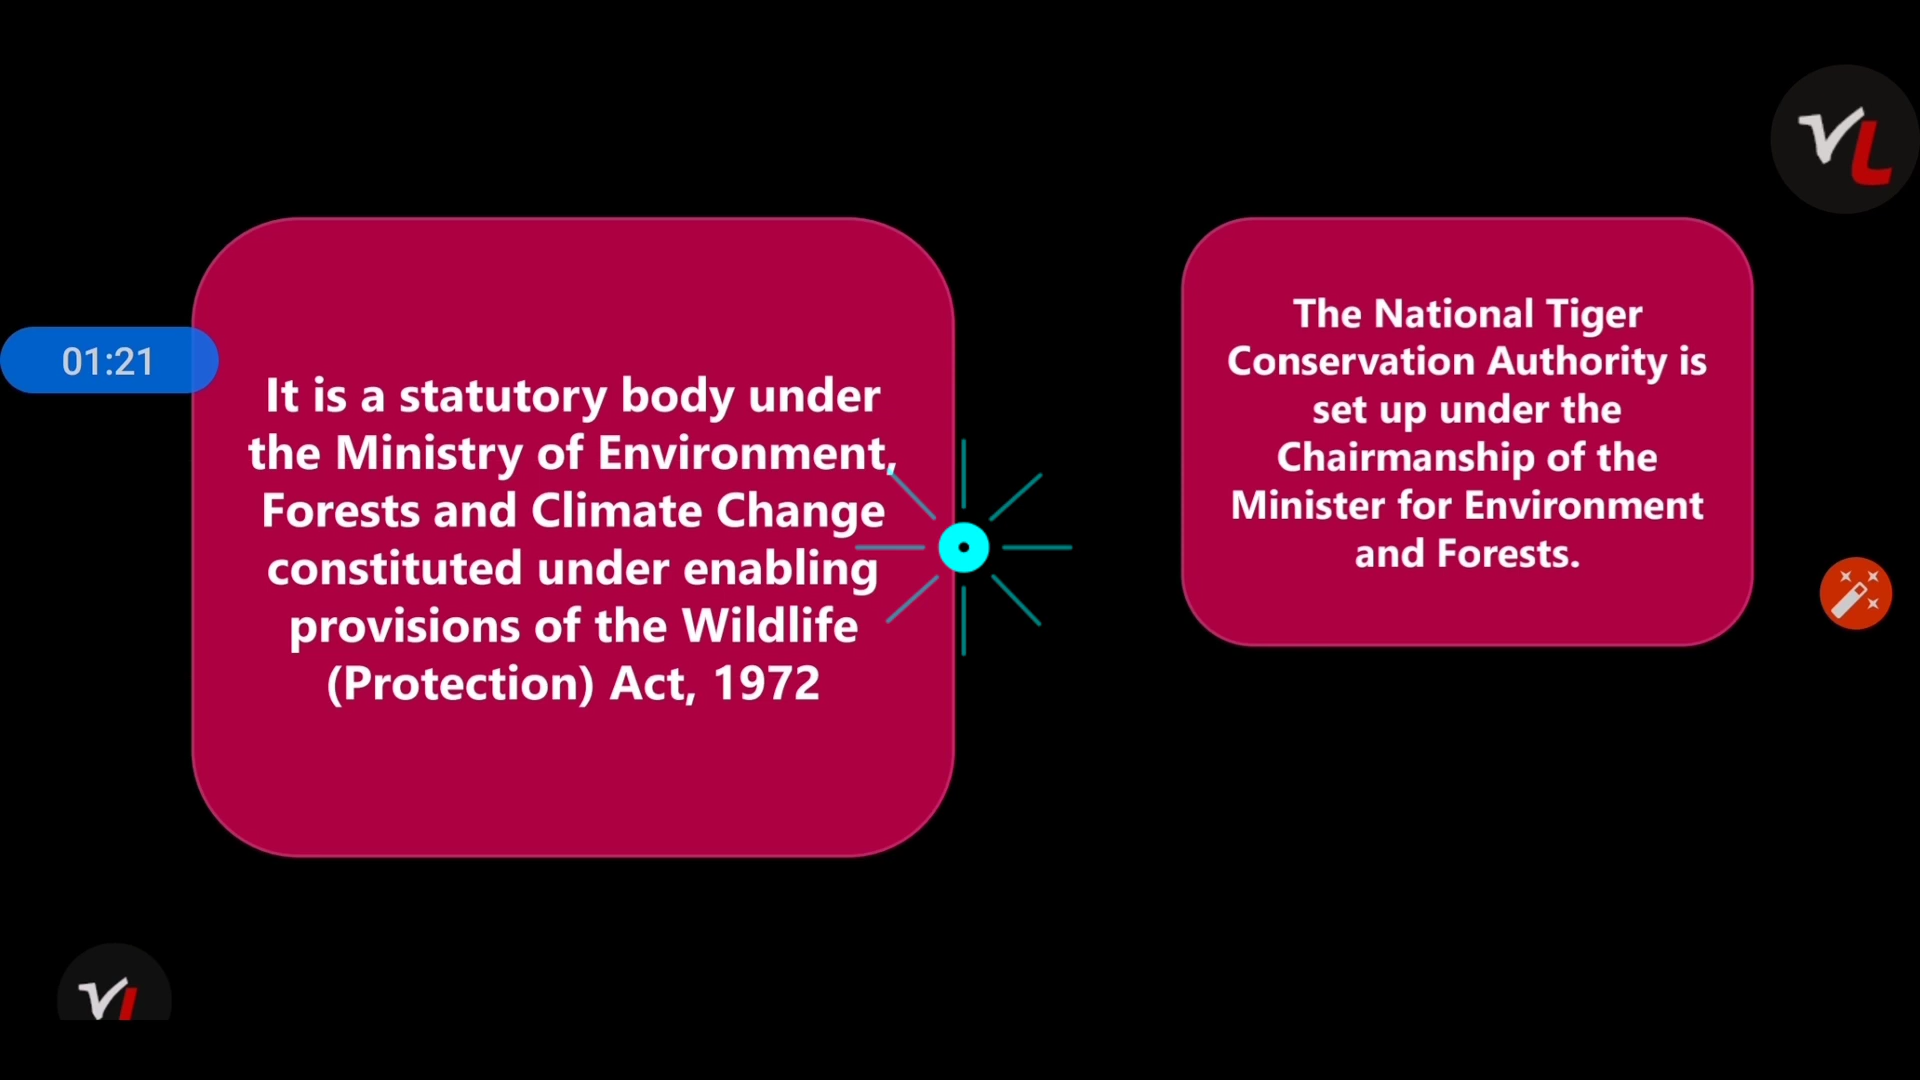 VL
01:21
It is a statutory body under
the Ministry of Environment,
Forests and Climate Change
constituted under enabling
provisions of the Wildlife
(Protection) Act, 1972
The National Tiger
Conservation Authority is
set up under the
Chairmanship of the
Minister for Environment
and Forests.
VL